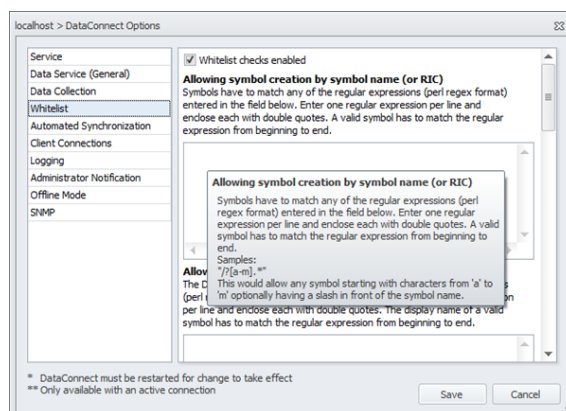 localhost > DataConnect Options
Service
Data Service (General)
Data Collection
Whitelist
Automated Synchronization
Client Connections
Logging
Administrator Notification
Offline Mode
SNMP
Whitelist checks enabled
Allowing symbol creation by symbol name (or RIC)
Symbols have to match any of the regular expressions (perl regex format)
entered in the field below. Enter one regular expression per line and
enclose each with double quotes. A valid symbol has to match the regular
expression from beginning to end.
Allowing symbol creation by symbol name (or RIC)
Symbols have to match any of the regular expressions (perl
regex format) entered in the field below. Enter one regular
expression per line and enclose each with double quotes. A valid
symbol has to match the regular expression from beginning to
end.
Samples:
"/?[a-m].*"
This would allow any symbol starting with characters from 'a' to
'm' optionally having a slash in front of the symbol name.
Allow
The D
(perl
per line and enclose each with double quotes. The display name of a valid
symbol has to match the regular expression from beginning to end.
* DataConnect must be restarted for change to take effect
** Only available with an active connection
Save
Cancel